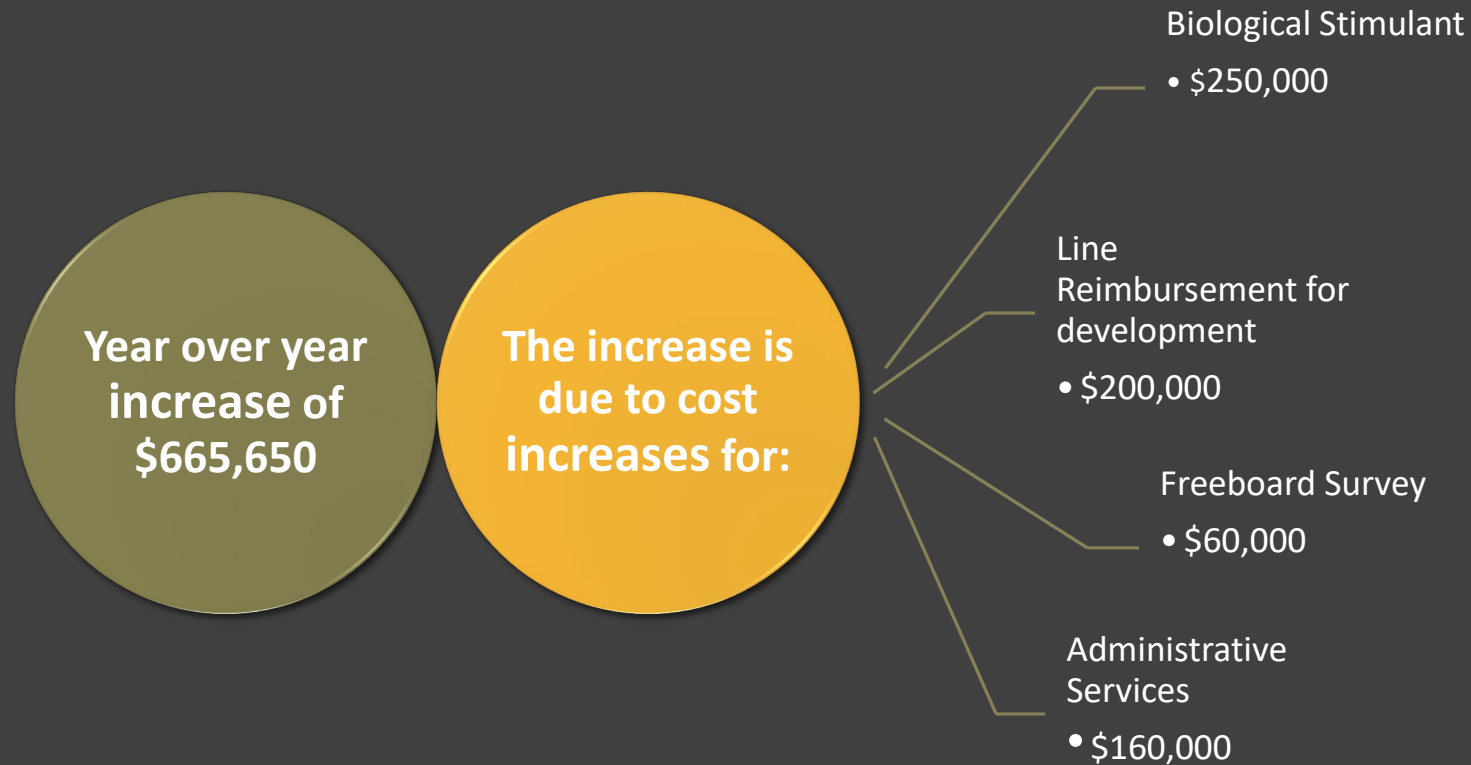 Year over year
increase of
$665,650
The increase is
due to cost
increases for:
Biological Stimulant
• $250,000
Line
Reimbursement for
development
• $200,000
Freeboard Survey
• $60,000
Administrative
Services
• $160,000